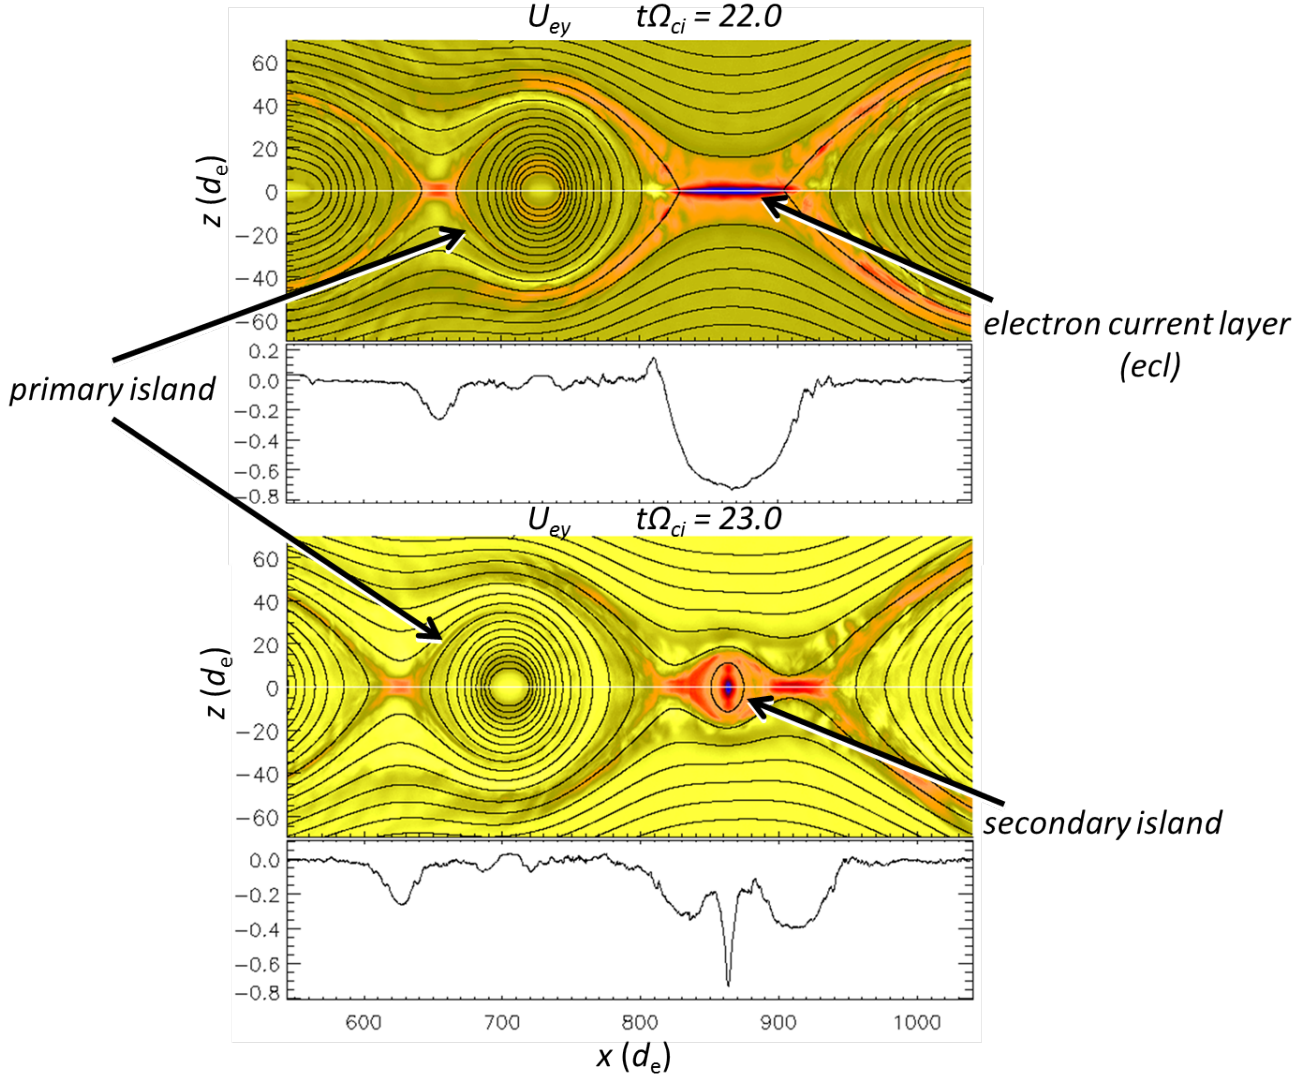 U_ey tΩ_ci = 22.0
60
40
20
0
−20
−40
−60
z (d_e)
electron current layer
(ecl)
primary island
0.2
0.0
−0.2
−0.4
−0.6
−0.8
U_ey tΩ_ci = 23.0
60
40
20
0
−20
−40
−60
z (d_e)
secondary island
0.0
−0.2
−0.4
−0.6
−0.8
600 700 800 900 1000
x (d_e)